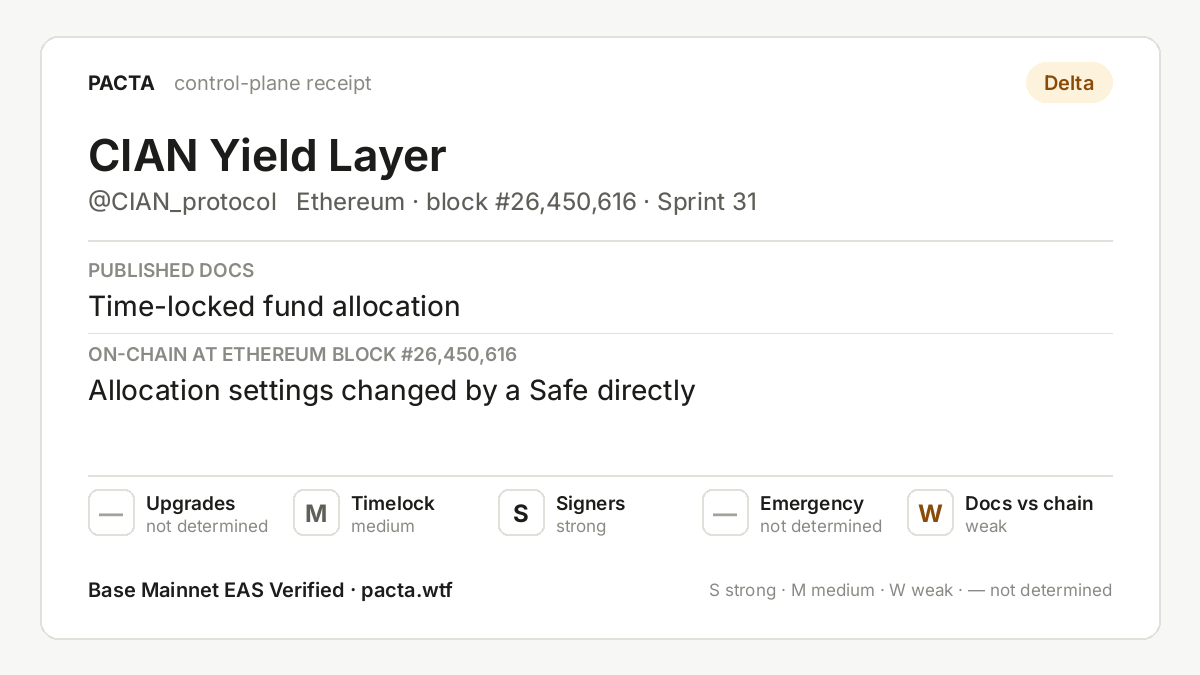 PACTA control-plane receipt Delta
CIAN Yield Layer
@CIAN_protocol Ethereum · block #26,450,616 · Sprint 31
PUBLISHED DOCS
Time-locked fund allocation
ON-CHAIN AT ETHEREUM BLOCK #26,450,616
Allocation settings changed by a Safe directly
— Upgrades not determined
M Timelock medium
S Signers strong
— Emergency not determined
W Docs vs chain weak
Base Mainnet EAS Verified · pacta.wtf
S strong · M medium · W weak · — not determined